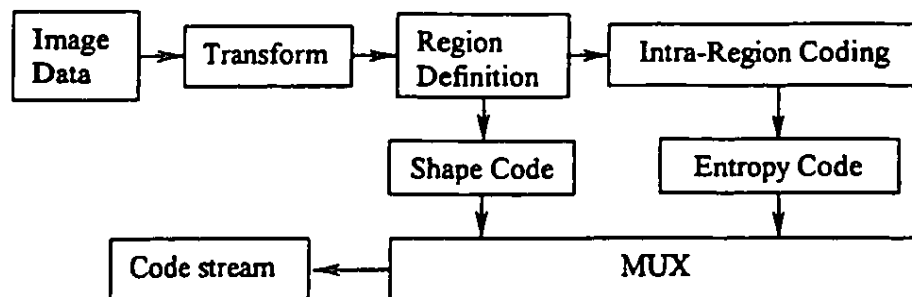 Image
Data
Transform
Region
Definition
Intra-Region Coding
Shape Code
Entropy Code
Code stream
MUX